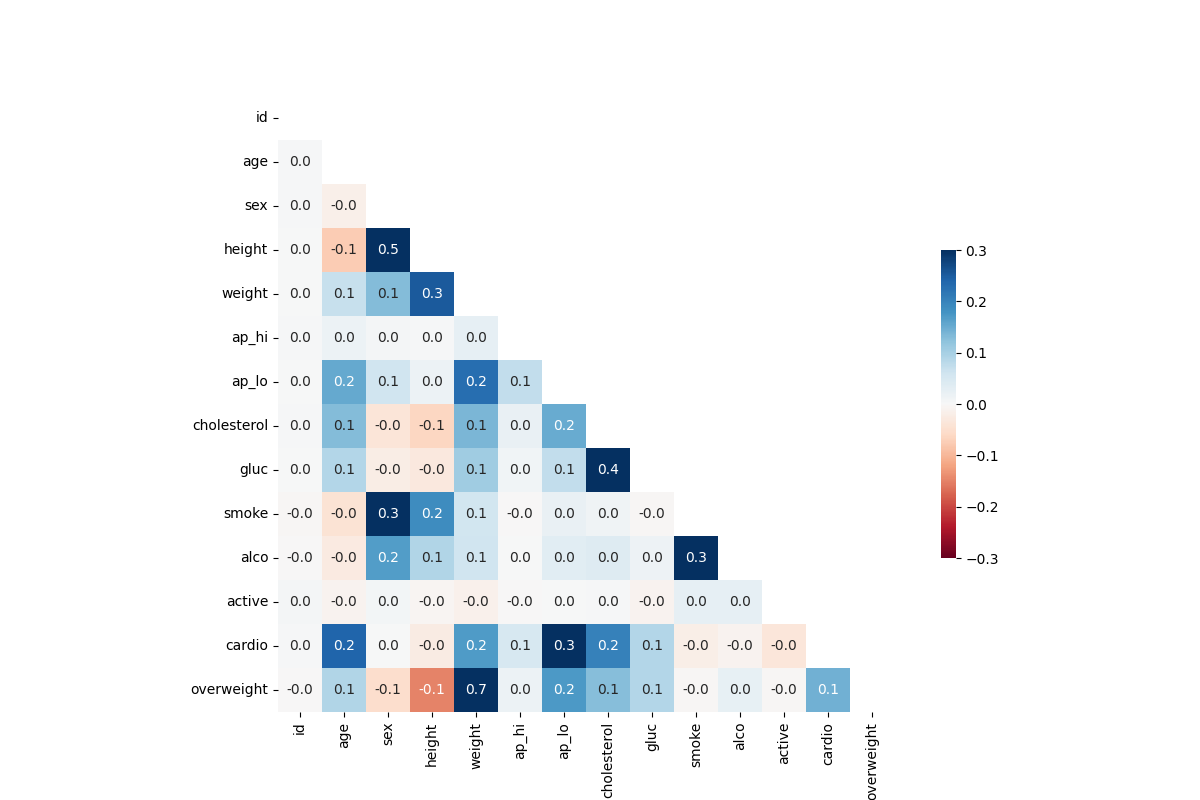 id
age 0.0
sex 0.0 -0.0
height 0.0 -0.1 0.5
weight 0.0 0.1 0.1 0.3
ap_hi 0.0 0.0 0.0 0.0 0.0
ap_lo 0.0 0.2 0.1 0.0 0.2 0.1
cholesterol 0.0 0.1 -0.0 -0.1 0.1 0.0 0.2
gluc 0.0 0.1 -0.0 -0.0 0.1 0.0 0.1 0.4
smoke -0.0 -0.0 0.3 0.2 0.1 -0.0 0.0 0.0 -0.0
alco -0.0 -0.0 0.2 0.1 0.1 0.0 0.0 0.0 0.0 0.3
active 0.0 -0.0 0.0 -0.0 -0.0 -0.0 0.0 0.0 -0.0 0.0 0.0
cardio 0.0 0.2 0.0 -0.0 0.2 0.1 0.3 0.2 0.1 -0.0 -0.0 -0.0
overweight -0.0 0.1 -0.1 -0.1 0.7 0.0 0.2 0.1 0.1 -0.0 0.0 -0.0 0.1
id age sex height weight ap_hi ap_lo cholesterol gluc smoke alco active cardio overweight
0.3
0.2
0.1
0.0
−0.1
−0.2
−0.3